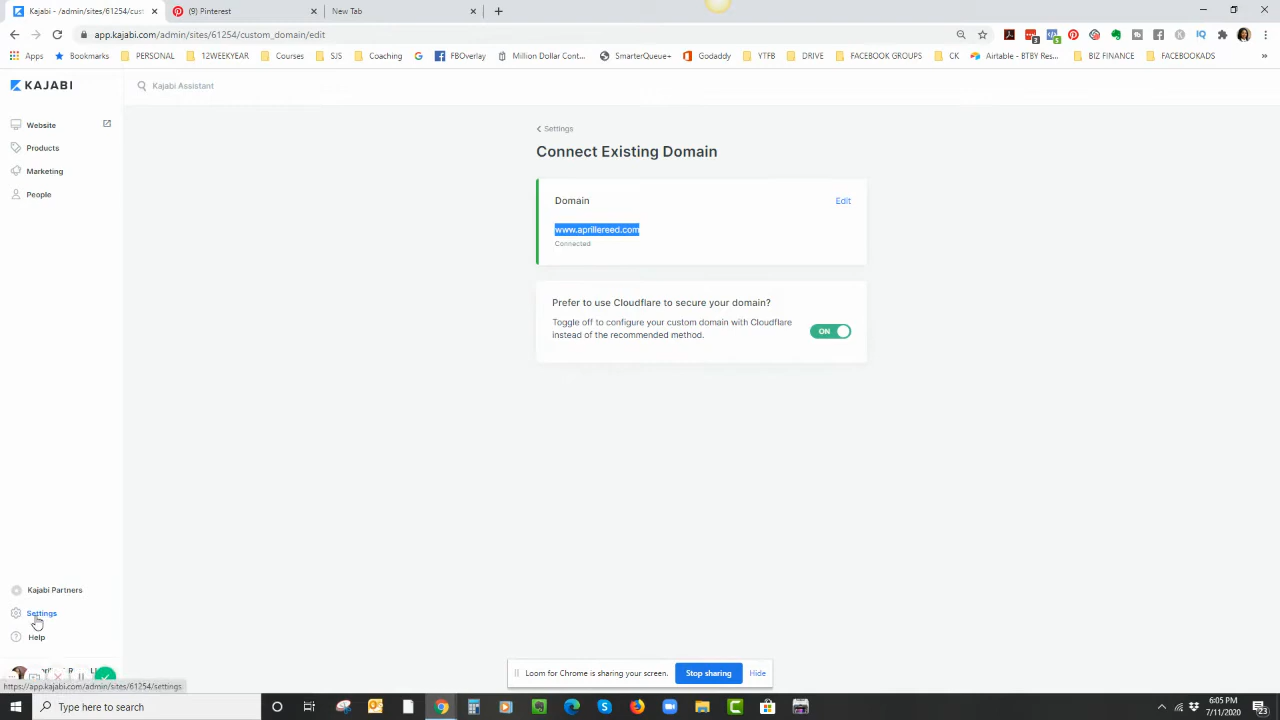 Kajabi - /admin/sites/61254/cus
(9) Pinterest
New Tab
app.kajabi.com/admin/sites/61254/custom_domain/edit
Apps
Bookmarks
PERSONAL
12WEEKYEAR
Courses
SJS
Coaching
FBOverlay
Million Dollar Cont...
SmarterQueue+
Godaddy
YTFB
DRIVE
FACEBOOK GROUPS
CK
Airtable - BTBY Res...
BIZ FINANCE
FACEBOOKADS
KAJABI
Kajabi Assistant
Website
Products
Marketing
People
Settings
Connect Existing Domain
Domain
Edit
www.aprillereed.com
Connected
Prefer to use Cloudflare to secure your domain?
Toggle off to configure your custom domain with Cloudflare
instead of the recommended method.
ON
Kajabi Partners
Settings
Help
Loom for Chrome is sharing your screen.
Stop sharing
Hide
https://app.kajabi.com/admin/sites/61254/settings
Type here to search
6:05 PM
7/11/2020